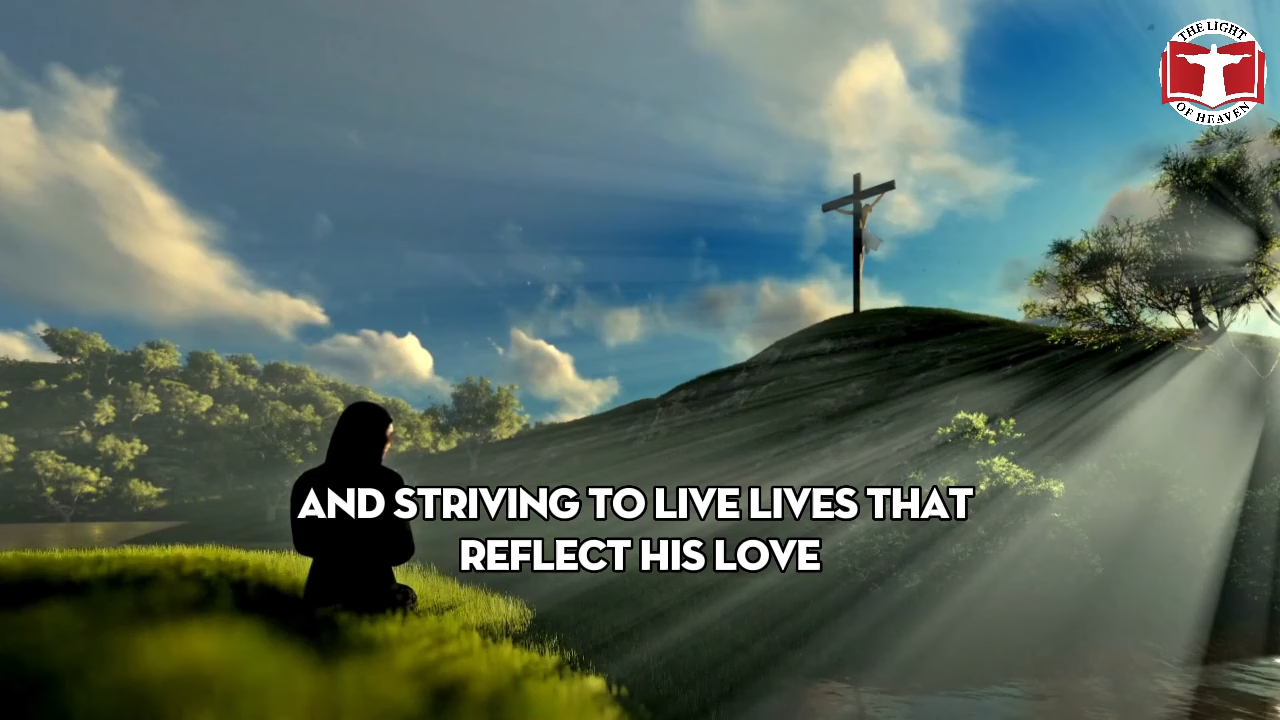 THE LIGHT
OF HEAVEN
AND STRIVING TO LIVE LIVES THAT
REFLECT HIS LOVE